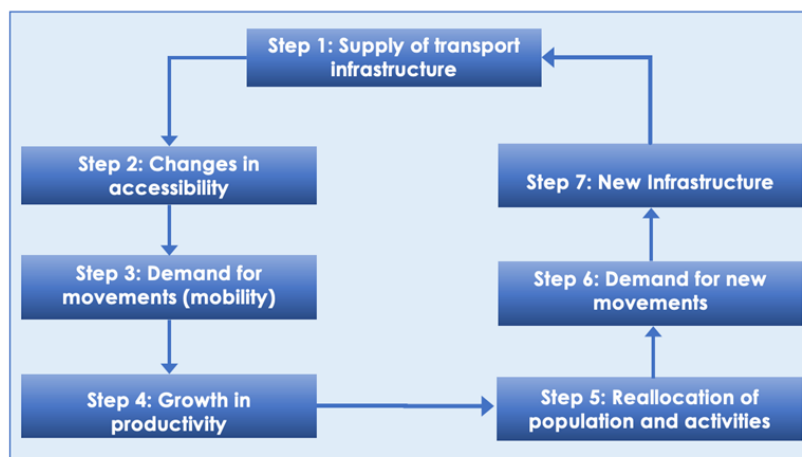 Step 1: Supply of transport
infrastructure
Step 2: Changes in
accessibility
Step 3: Demand for
movements (mobility)
Step 4: Growth in
productivity
Step 5: Reallocation of
population and activities
Step 6: Demand for new
movements
Step 7: New Infrastructure